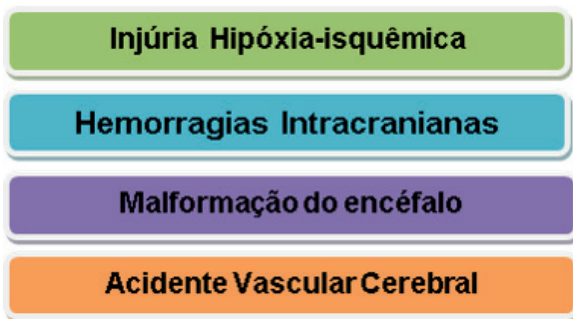 Injúria Hipóxia-isquêmica
Hemorragias Intracranianas
Malformação do encéfalo
Acidente Vascular Cerebral